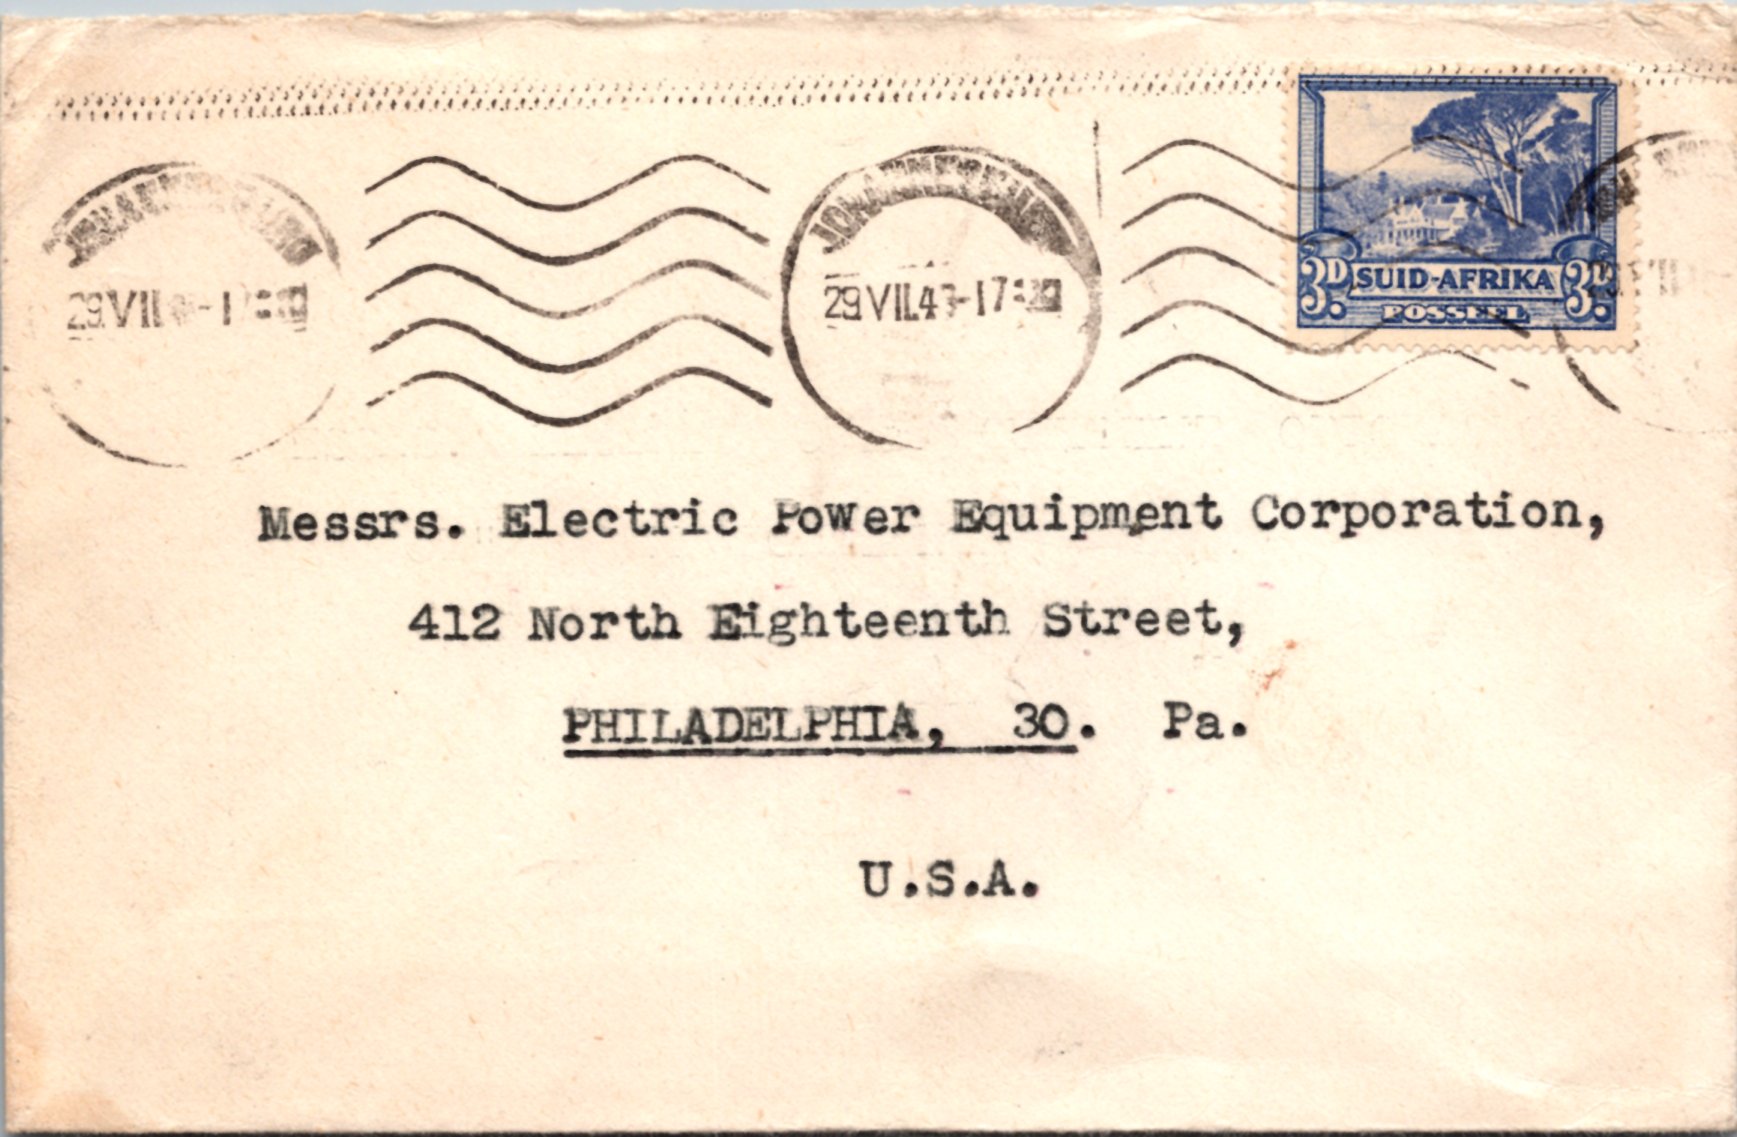 JOHANNESBURG
29.VII.47-17
3D. SUID-AFRIKA 3D.
POSSEEL
Messrs. Electric Power Equipment Corporation,
412 North Eighteenth Street,
PHILADELPHIA, 30. Pa.
U.S.A.